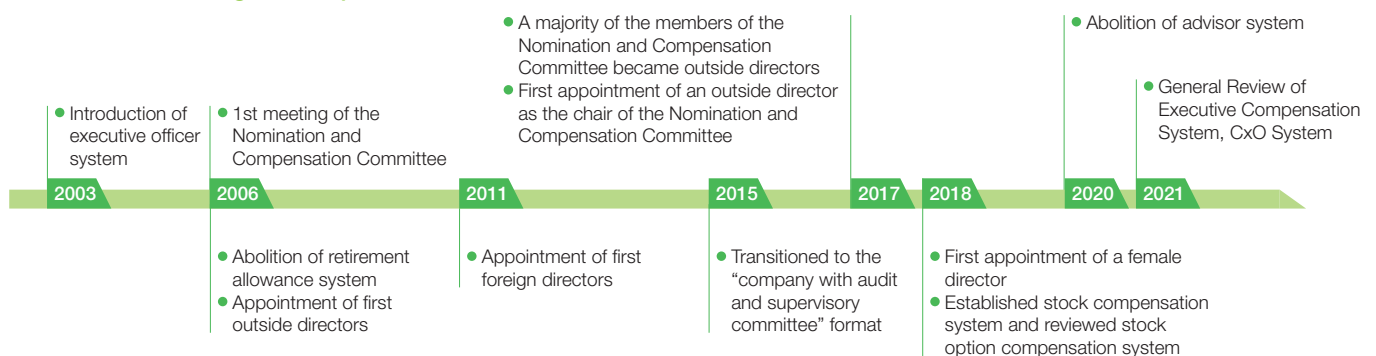 ● A majority of the members of the
Nomination and Compensation
Committee became outside directors
● First appointment of an outside director
as the chair of the Nomination and
Compensation Committee
● Abolition of advisor system
● General Review of
Executive Compensation
System, CxO System
● Introduction of
executive officer
system
● 1st meeting of the
Nomination and
Compensation Committee
2003
2006
2011
2015
2017
2018
2020
2021
● Abolition of retirement
allowance system
● Appointment of first
outside directors
● Appointment of first
foreign directors
● Transitioned to the
“company with audit
and supervisory
committee” format
● First appointment of a female
director
● Established stock compensation
system and reviewed stock
option compensation system